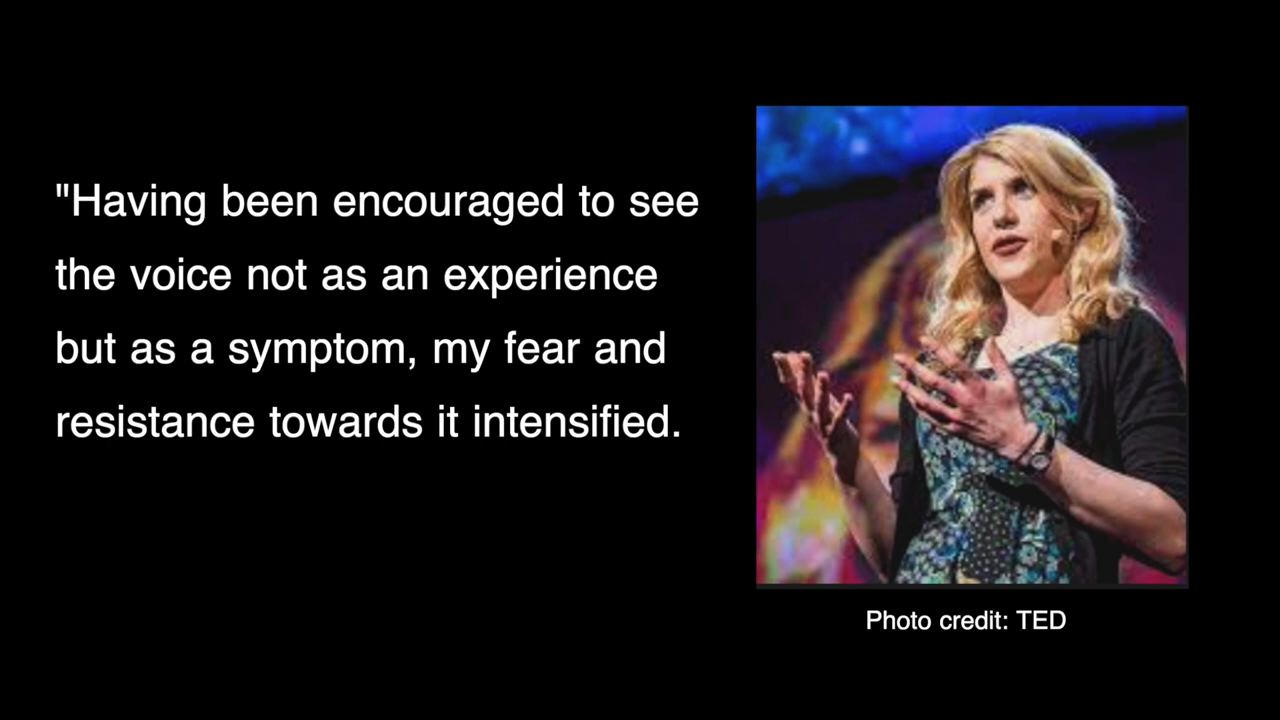 "Having been encouraged to see
the voice not as an experience
but as a symptom, my fear and
resistance towards it intensified.
Photo credit: TED